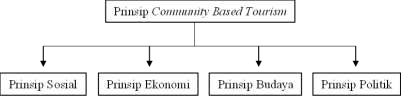 Prinsip Community Based Tourism
Prinsip Sosial
Prinsip Ekonomi
Prinsip Budaya
Prinsip Politik